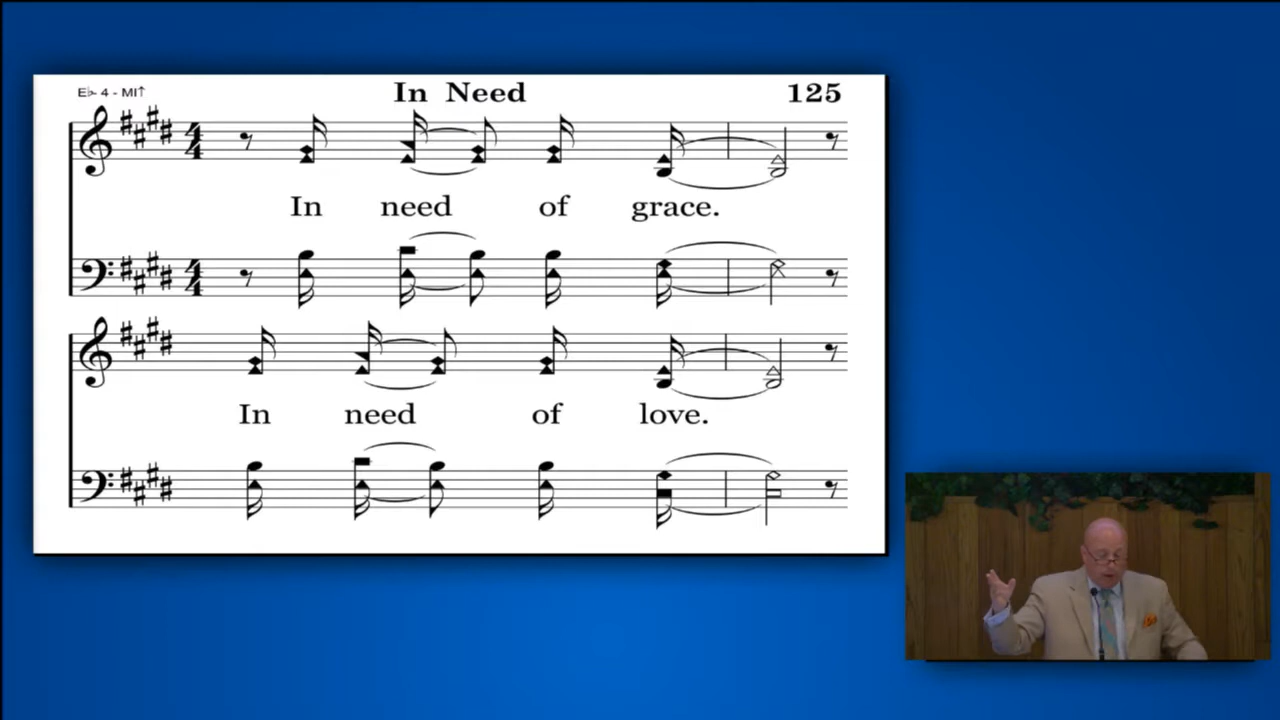 E♭- 4 - MI↑
In Need
125
In need of grace.
In need of love.